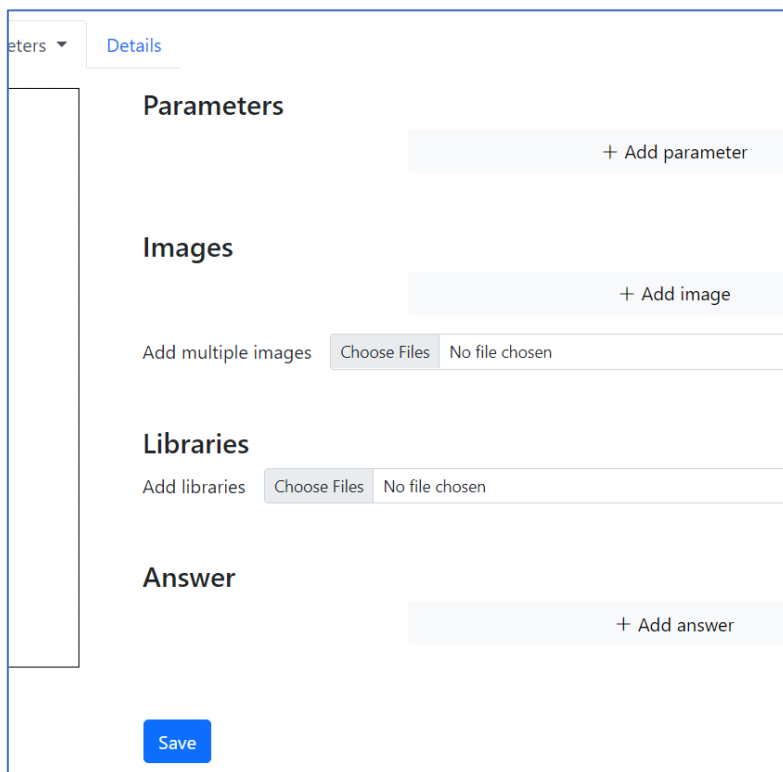 eters Details
Parameters
+ Add parameter
Images
+ Add image
Add multiple images Choose Files No file chosen
Libraries
Add libraries Choose Files No file chosen
Answer
+ Add answer
Save